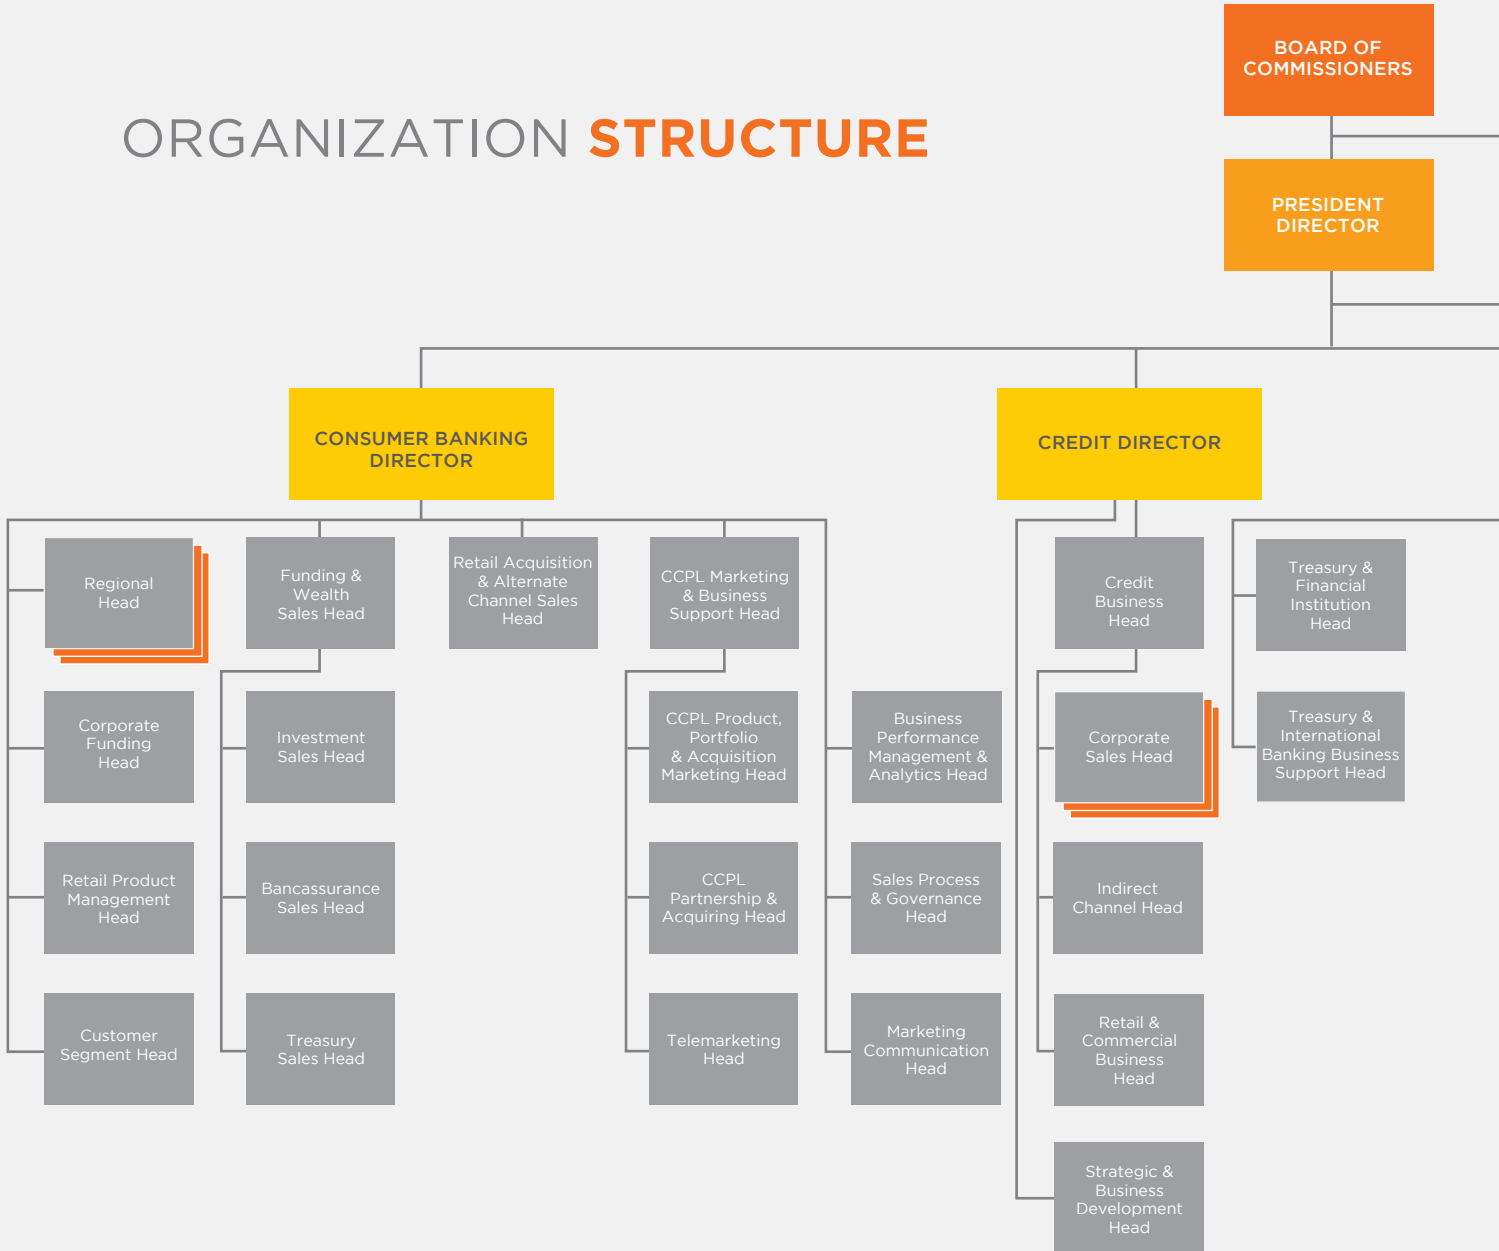 BOARD OF
COMMISSIONERS
ORGANIZATION STRUCTURE
PRESIDENT
DIRECTOR
CONSUMER BANKING
DIRECTOR
CREDIT DIRECTOR
Regional
Head
Funding &
Wealth
Sales Head
Retail Acquisition
& Alternate
Channel Sales
Head
CCPL Marketing
& Business
Support Head
Credit
Business
Head
Treasury &
Financial
Institution
Head
Corporate
Funding
Head
Investment
Sales Head
CCPL Product,
Portfolio
& Acquisition
Marketing Head
Business
Performance
Management &
Analytics Head
Corporate
Sales Head
Treasury &
International
Banking Business
Support Head
Retail Product
Management
Head
Bancassurance
Sales Head
CCPL
Partnership &
Acquiring Head
Sales Process
& Governance
Head
Indirect
Channel Head
Customer
Segment Head
Treasury
Sales Head
Telemarketing
Head
Marketing
Communication
Head
Retail &
Commercial
Business
Head
Strategic &
Business
Development
Head